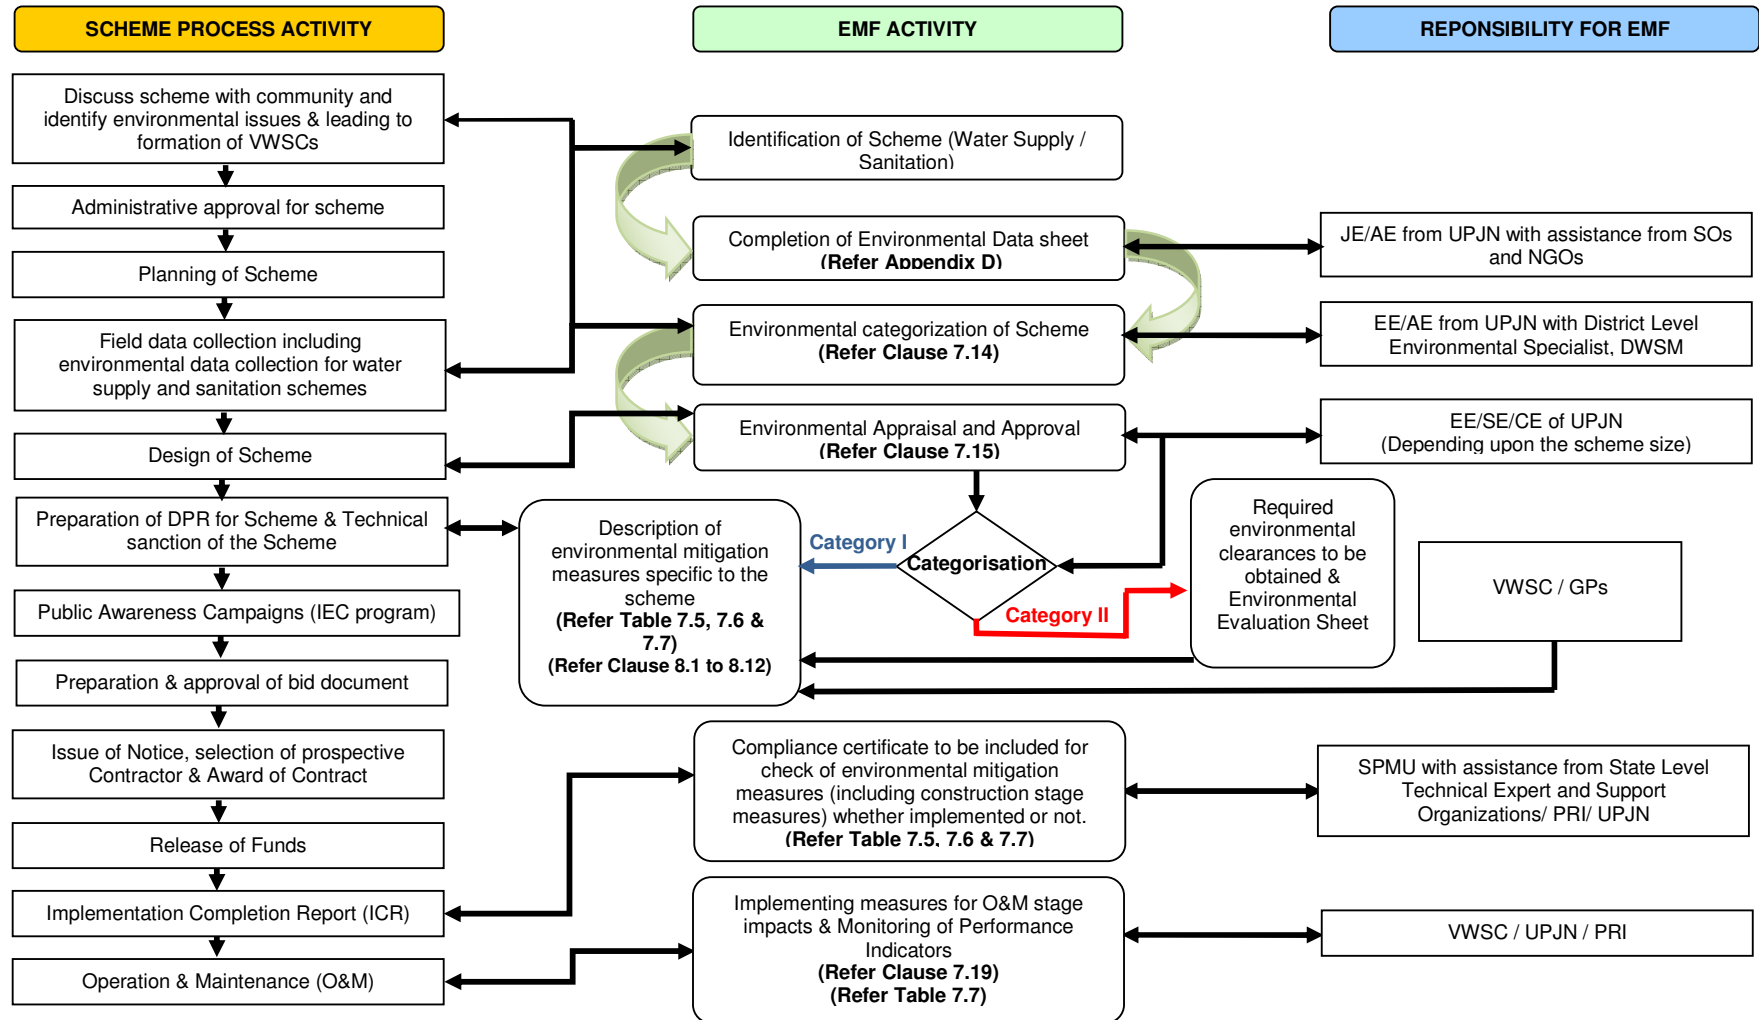 SCHEME PROCESS ACTIVITY
EMF ACTIVITY
REPONSIBILITY FOR EMF
Discuss scheme with community and
identify environmental issues & leading to
formation of VWSCs
Administrative approval for scheme
Planning of Scheme
Field data collection including
environmental data collection for water
supply and sanitation schemes
Design of Scheme
Preparation of DPR for Scheme & Technical
sanction of the Scheme
Public Awareness Campaigns (IEC program)
Preparation & approval of bid document
Issue of Notice, selection of prospective
Contractor & Award of Contract
Release of Funds
Implementation Completion Report (ICR)
Operation & Maintenance (O&M)
Identification of Scheme (Water Supply /
Sanitation)
Completion of Environmental Data sheet
(Refer Appendix D)
Environmental categorization of Scheme
(Refer Clause 7.14)
Environmental Appraisal and Approval
(Refer Clause 7.15)
Description of
environmental mitigation
measures specific to the
scheme
(Refer Table 7.5, 7.6 &
7.7)
(Refer Clause 8.1 to 8.12)
Category I
Categorisation
Category II
Required
environmental
clearances to be
obtained &
Environmental
Evaluation Sheet
Compliance certificate to be included for
check of environmental mitigation
measures (including construction stage
measures) whether implemented or not.
(Refer Table 7.5, 7.6 & 7.7)
Implementing measures for O&M stage
impacts & Monitoring of Performance
Indicators
(Refer Clause 7.19)
(Refer Table 7.7)
JE/AE from UPJN with assistance from SOs
and NGOs
EE/AE from UPJN with District Level
Environmental Specialist, DWSM
EE/SE/CE of UPJN
(Depending upon the scheme size)
VWSC / GPs
SPMU with assistance from State Level
Technical Expert and Support
Organizations/ PRI/ UPJN
VWSC / UPJN / PRI